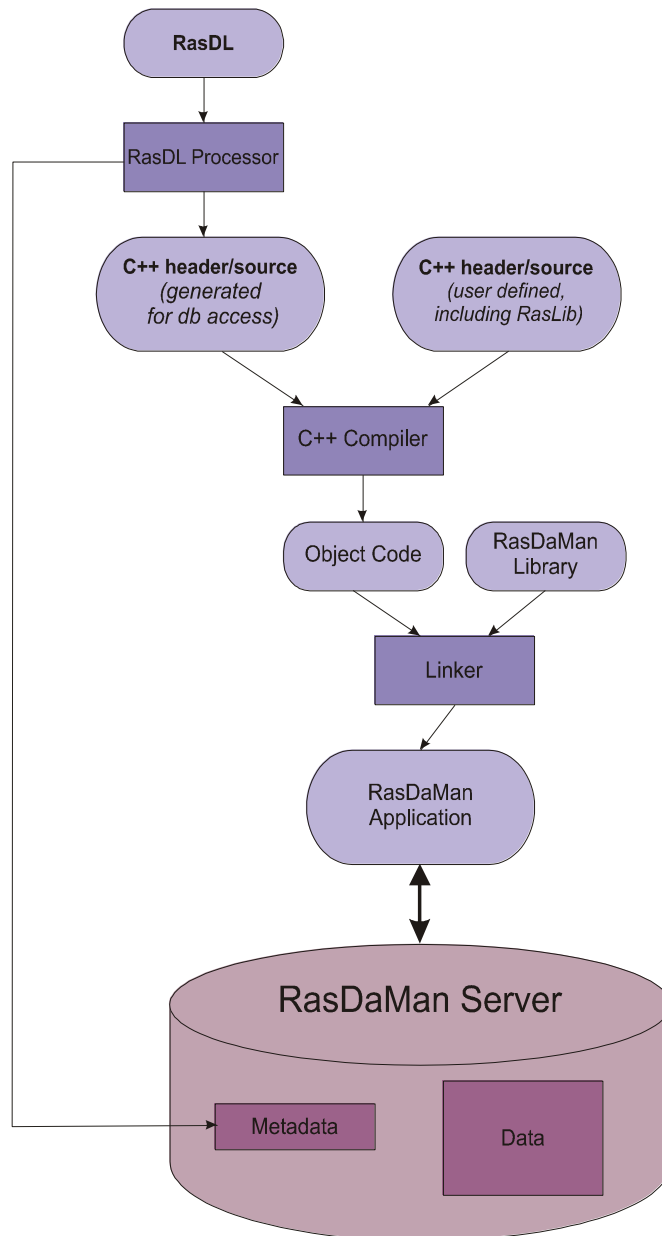 RasDL
RasDL Processor
C++ header/source
(generated
for db access)
C++ header/source
(user defined,
including RasLib)
C++ Compiler
Object Code
RasDaMan
Library
Linker
RasDaMan
Application
RasDaMan Server
Metadata
Data